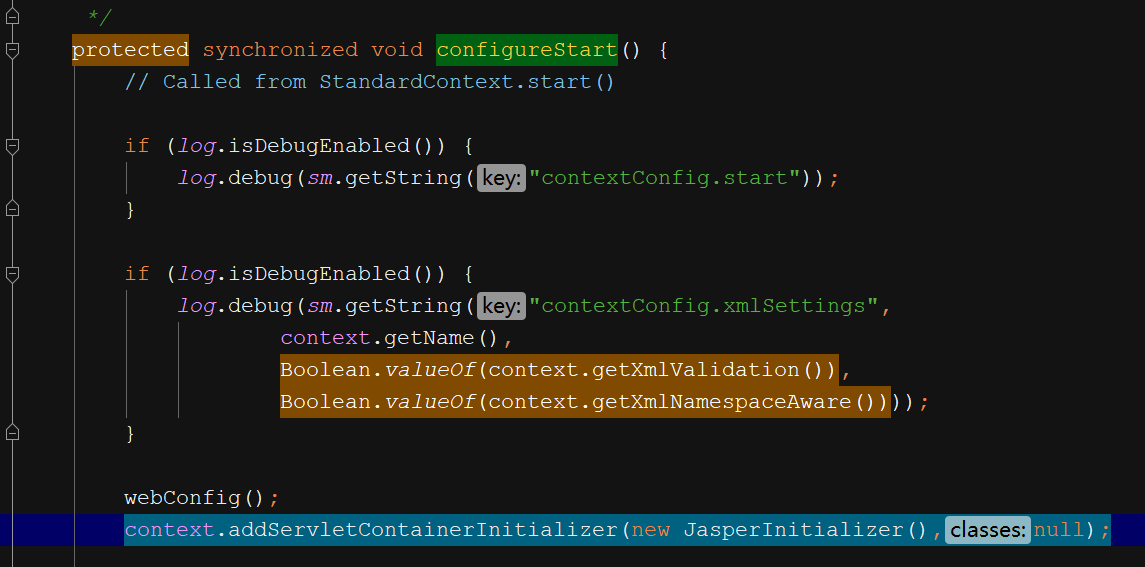 */
protected synchronized void configureStart() {
// Called from StandardContext.start()
if (log.isDebugEnabled()) {
log.debug(sm.getString( key: "contextConfig.start"));
}
if (log.isDebugEnabled()) {
log.debug(sm.getString( key: "contextConfig.xmlSettings",
context.getName(),
Boolean.valueOf(context.getXmlValidation()),
Boolean.valueOf(context.getXmlNamespaceAware())));
}
webConfig();
context.addServletContainerInitializer(new JasperInitializer(), classes: null);